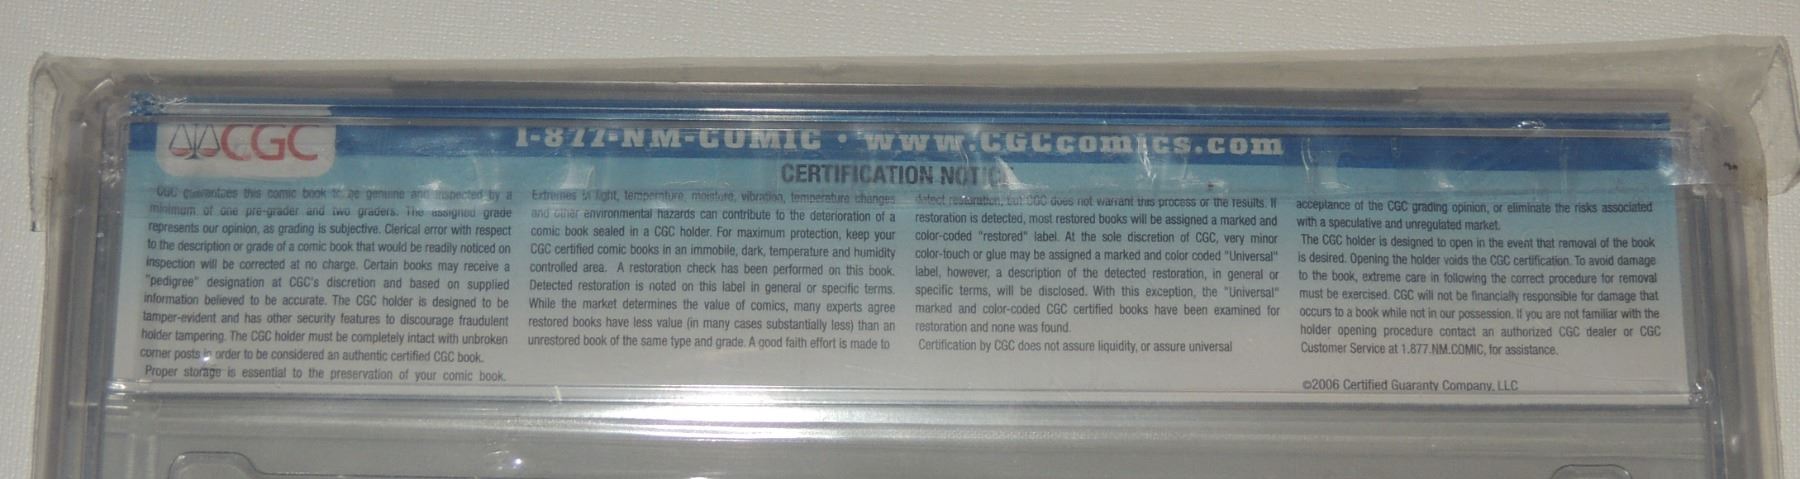 CGC
1-877-NM-COMIC • www.CGCcomics.com
CERTIFICATION NOTIC
CGC guarantees this comic book to be genuine and inspected by a
minimum of one pre-grader and two graders. The assigned grade
represents our opinion, as grading is subjective. Clerical error with respect
to the description or grade of a comic book that would be readily noticed on
inspection will be corrected at no charge. Certain books may receive a
"pedigree" designation at CGC's discretion and based on supplied
information believed to be accurate. The CGC holder is designed to be
tamper-evident and has other security features to discourage fraudulent
holder tampering. The CGC holder must be completely intact with unbroken
corner posts in order to be considered an authentic certified CGC book.
Proper storage is essential to the preservation of your comic book.
Extremes in light, temperature, moisture, vibration, temperature changes
and other environmental hazards can contribute to the deterioration of a
comic book sealed in a CGC holder. For maximum protection, keep your
CGC certified comic books in an immobile, dark, temperature and humidity
controlled area. A restoration check has been performed on this book.
Detected restoration is noted on this label in general or specific terms.
While the market determines the value of comics, many experts agree
restored books have less value (in many cases substantially less) than an
unrestored book of the same type and grade. A good faith effort is made to
detect restoration, but CGC does not warrant this process or the results. If
restoration is detected, most restored books will be assigned a marked and
color-coded "restored" label. At the sole discretion of CGC, very minor
color-touch or glue may be assigned a marked and color coded "Universal"
label, however, a description of the detected restoration, in general or
specific terms, will be disclosed. With this exception, the "Universal"
marked and color-coded CGC certified books have been examined for
restoration and none was found.
Certification by CGC does not assure liquidity, or assure universal
acceptance of the CGC grading opinion, or eliminate the risks associated
with a speculative and unregulated market.
The CGC holder is designed to open in the event that removal of the book
is desired. Opening the holder voids the CGC certification. To avoid damage
to the book, extreme care in following the correct procedure for removal
must be exercised. CGC will not be financially responsible for damage that
occurs to a book while not in our possession. If you are not familiar with the
holder opening procedure contact an authorized CGC dealer or CGC
Customer Service at 1.877.NM.COMIC, for assistance.
©2006 Certified Guaranty Company, LLC